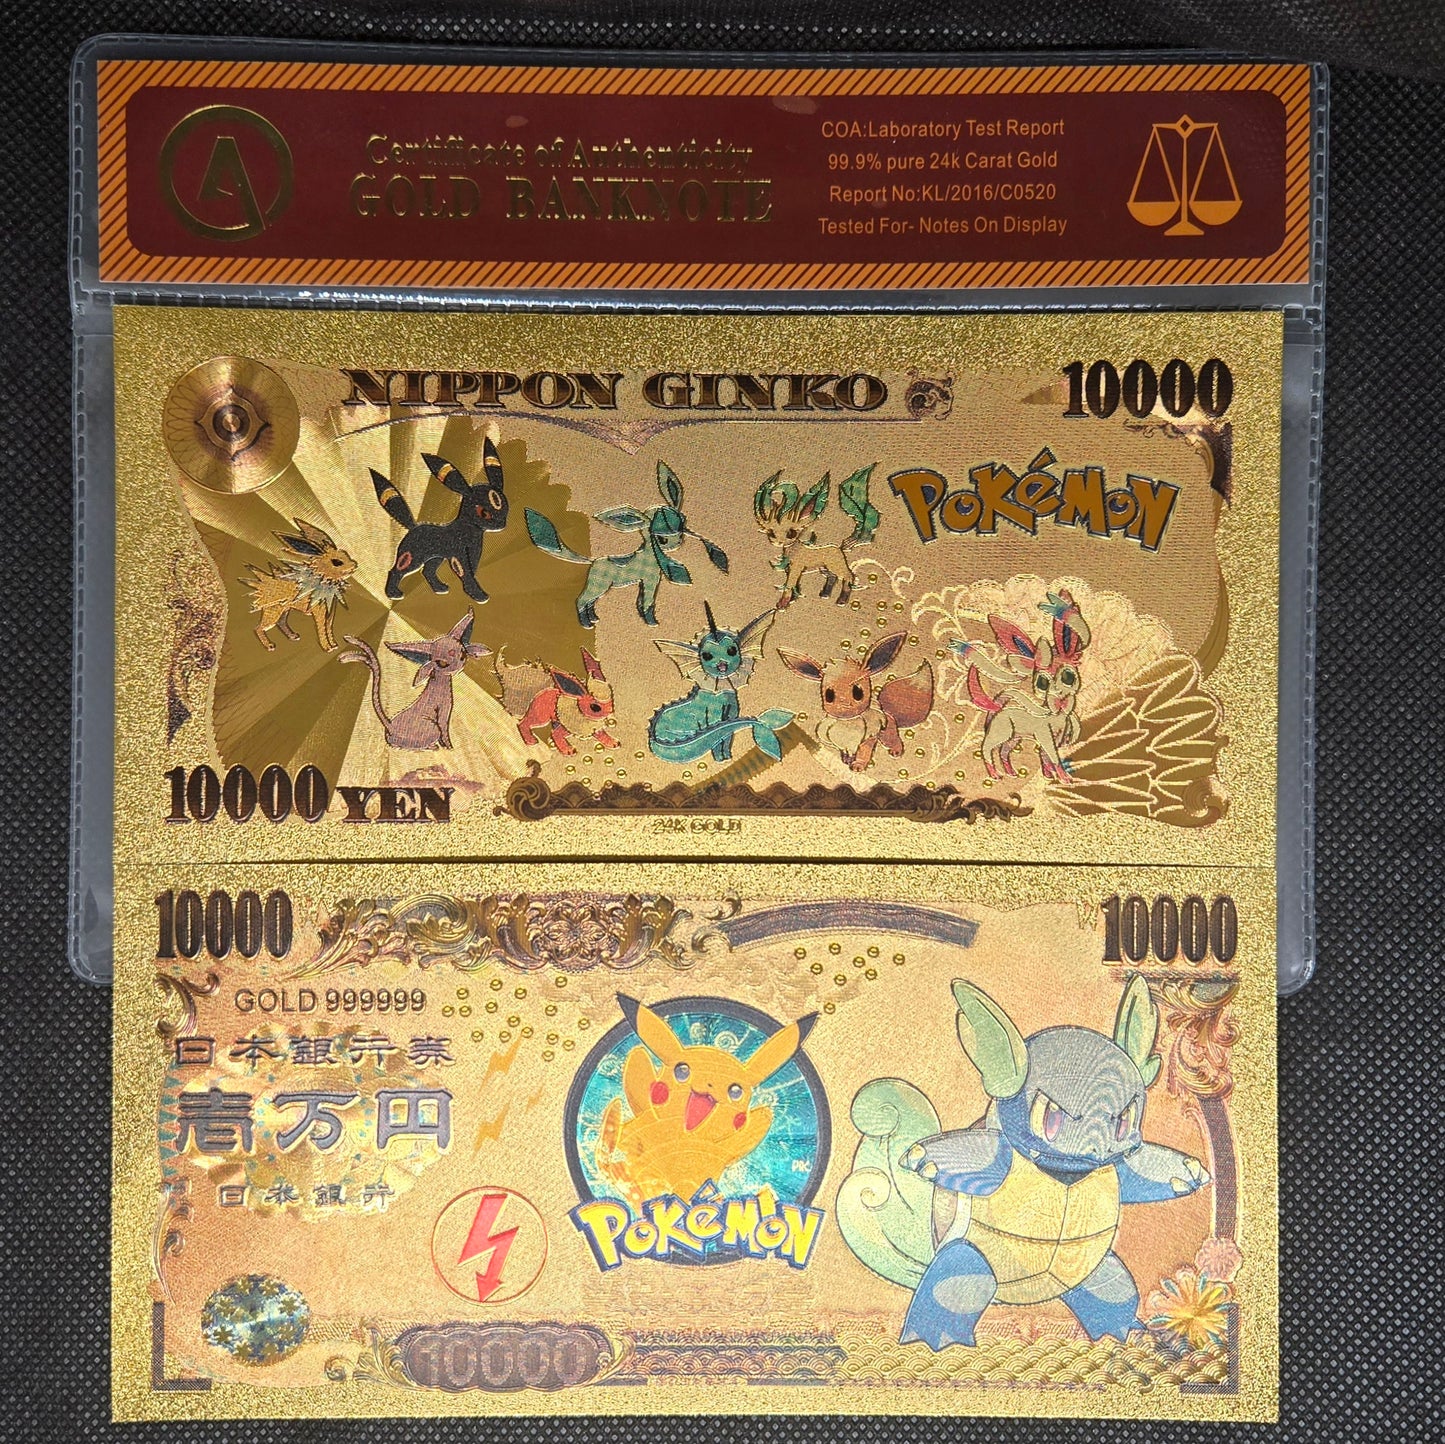 A
Certificate of Authenticity
GOLD BANKNOTE
COA:Laboratory Test Report
99.9% pure 24k Carat Gold
Report No:KL/2016/C0520
Tested For- Notes On Display
NIPPON GINKO
10000
POKéMON
10000 YEN
24K GOLD
10000
10000
GOLD 999999
日本銀行券
壱万円
日本銀行
POKéMON
10000